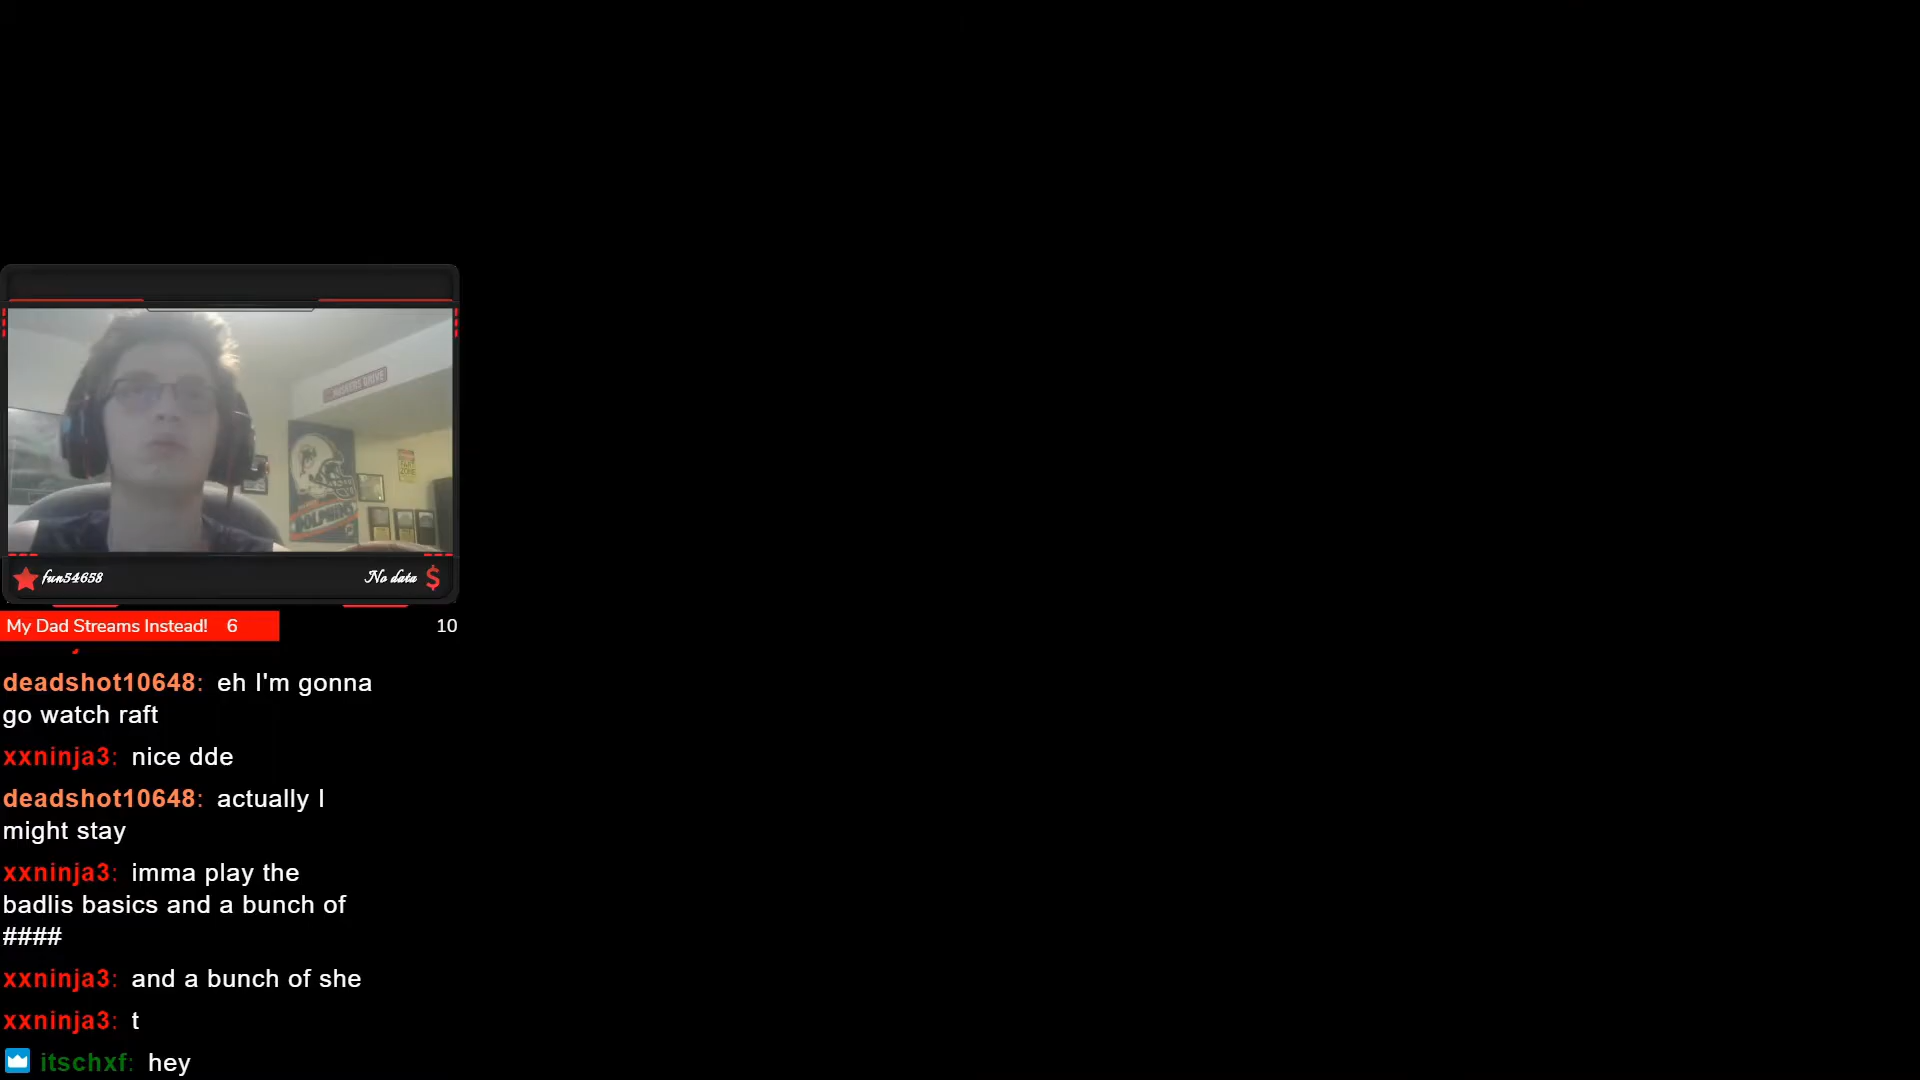 DOLPHINS
fun54658
No data $
My Dad Streams Instead! 6 10
deadshot10648: eh I'm gonna
go watch raft
xxninja3: nice dde
deadshot10648: actually I
might stay
xxninja3: imma play the
badlis basics and a bunch of
####
xxninja3: and a bunch of she
xxninja3: t
itschxf: hey